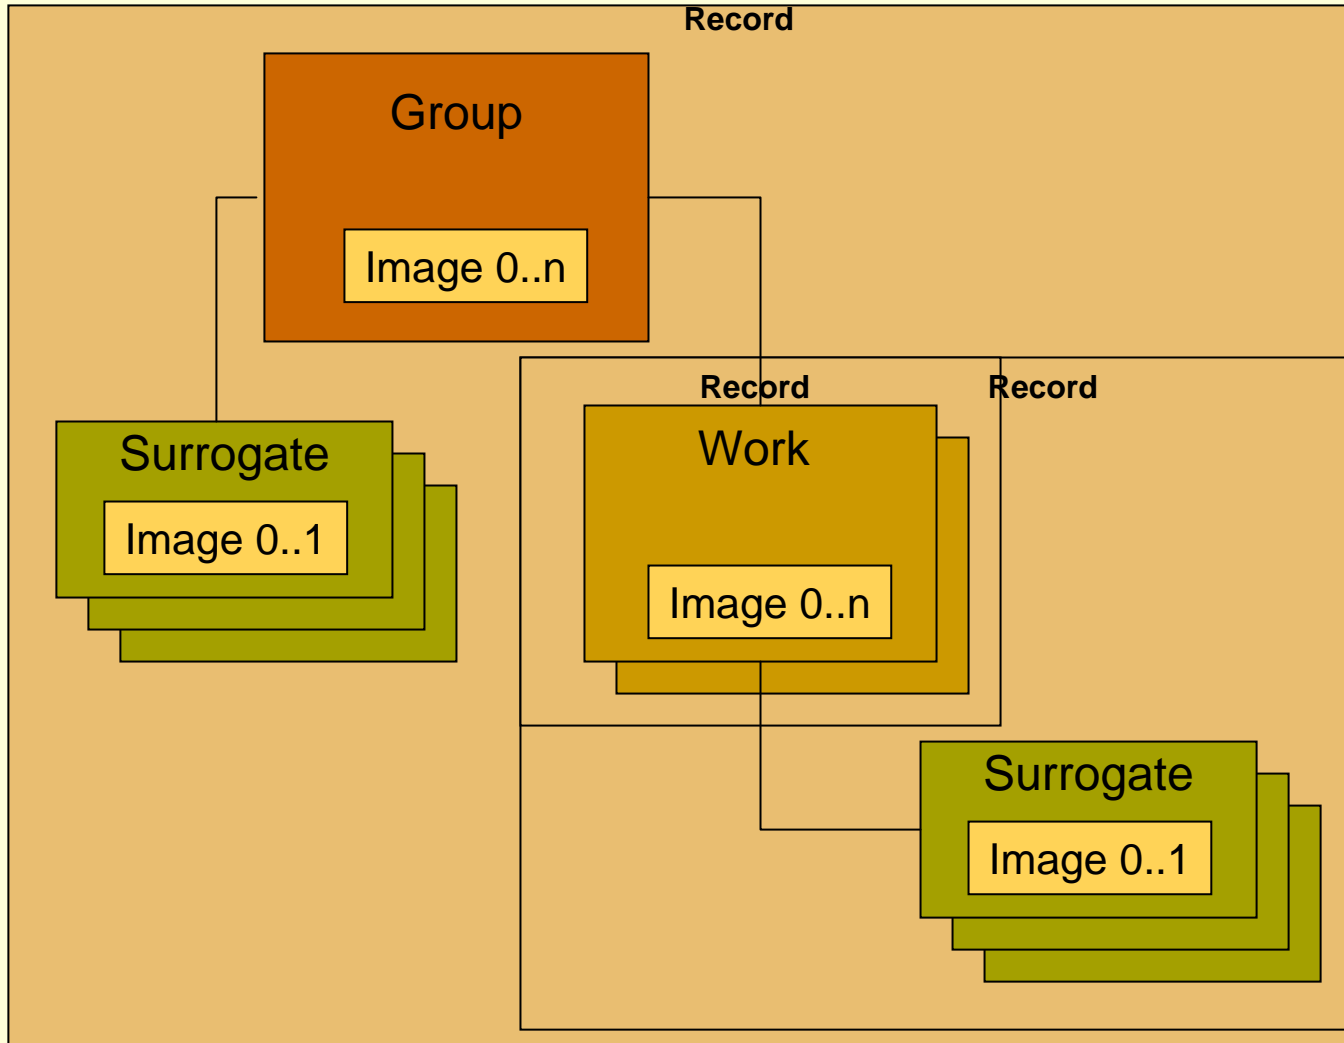 Record
Group
Image 0..n
Record
Record
Surrogate
Image 0..1
Work
Image 0..n
Surrogate
Image 0..1